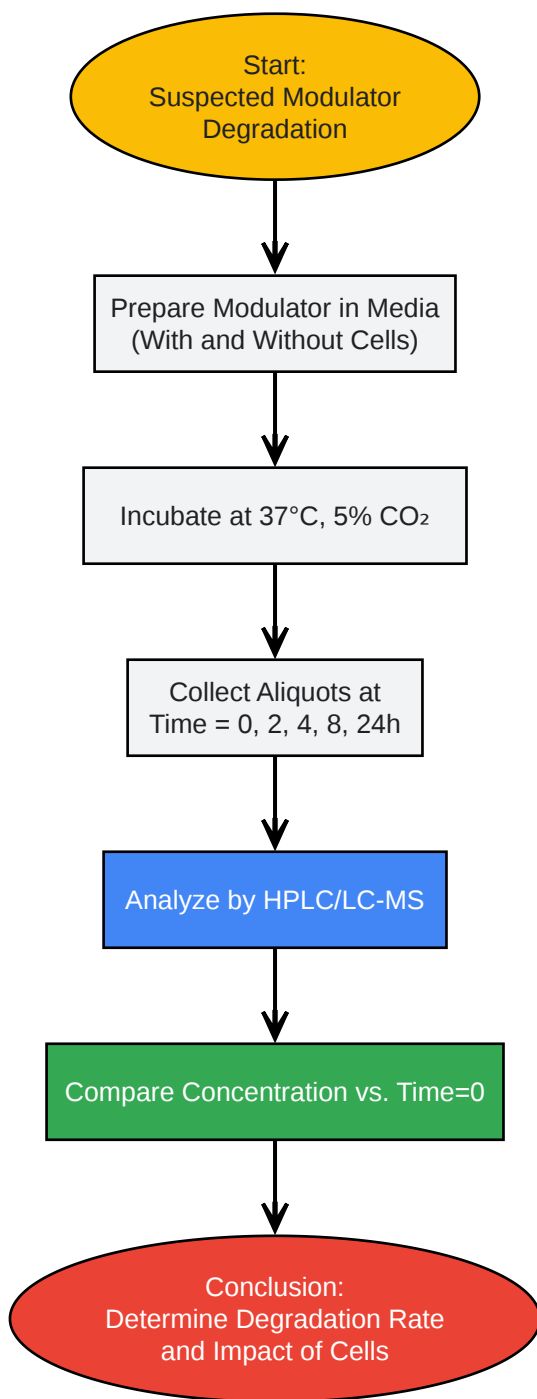 Start:
Suspected Modulator
Degradation
Prepare Modulator in Media
(With and Without Cells)
Incubate at 37°C, 5% CO₂
Collect Aliquots at
Time = 0, 2, 4, 8, 24h
Analyze by HPLC/LC-MS
Compare Concentration vs. Time=0
Conclusion:
Determine Degradation Rate
and Impact of Cells